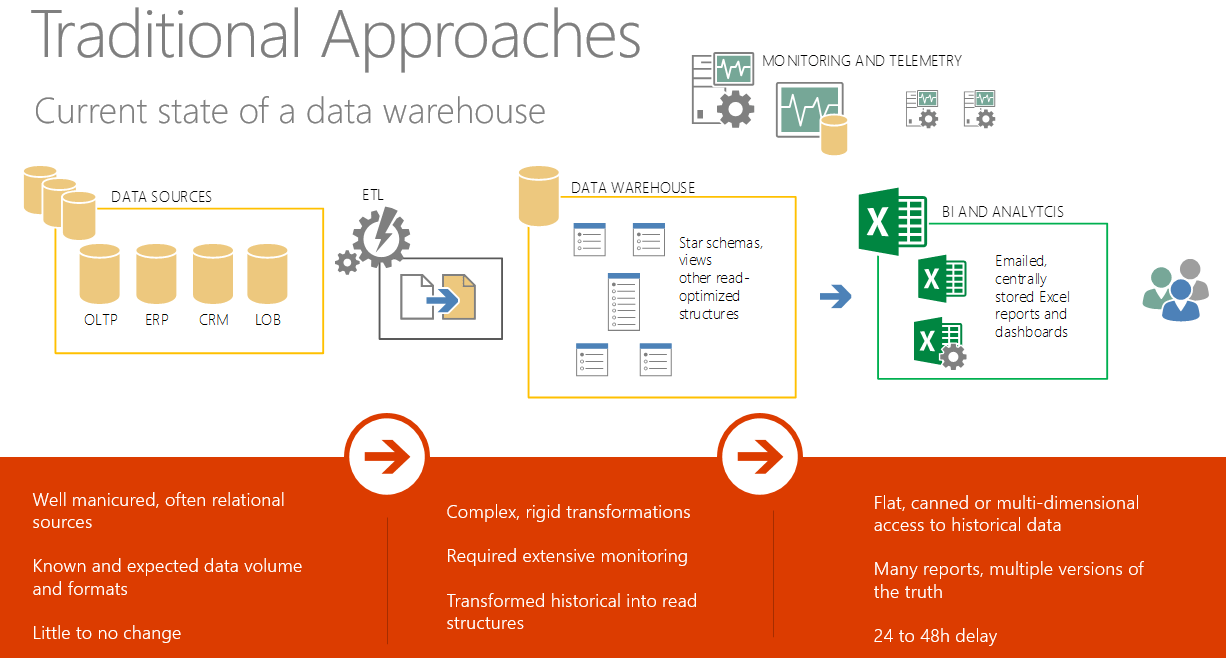 Traditional Approaches
Current state of a data warehouse
MONITORING AND TELEMETRY
DATA SOURCES
OLTP
ERP
CRM
LOB
ETL
DATA WAREHOUSE
Star schemas,
views
other read-
optimized
structures
BI AND ANALYTCIS
Emailed,
centrally
stored Excel
reports and
dashboards
Well manicured, often relational
sources
Known and expected data volume
and formats
Little to no change
Complex, rigid transformations
Required extensive monitoring
Transformed historical into read
structures
Flat, canned or multi-dimensional
access to historical data
Many reports, multiple versions of
the truth
24 to 48h delay